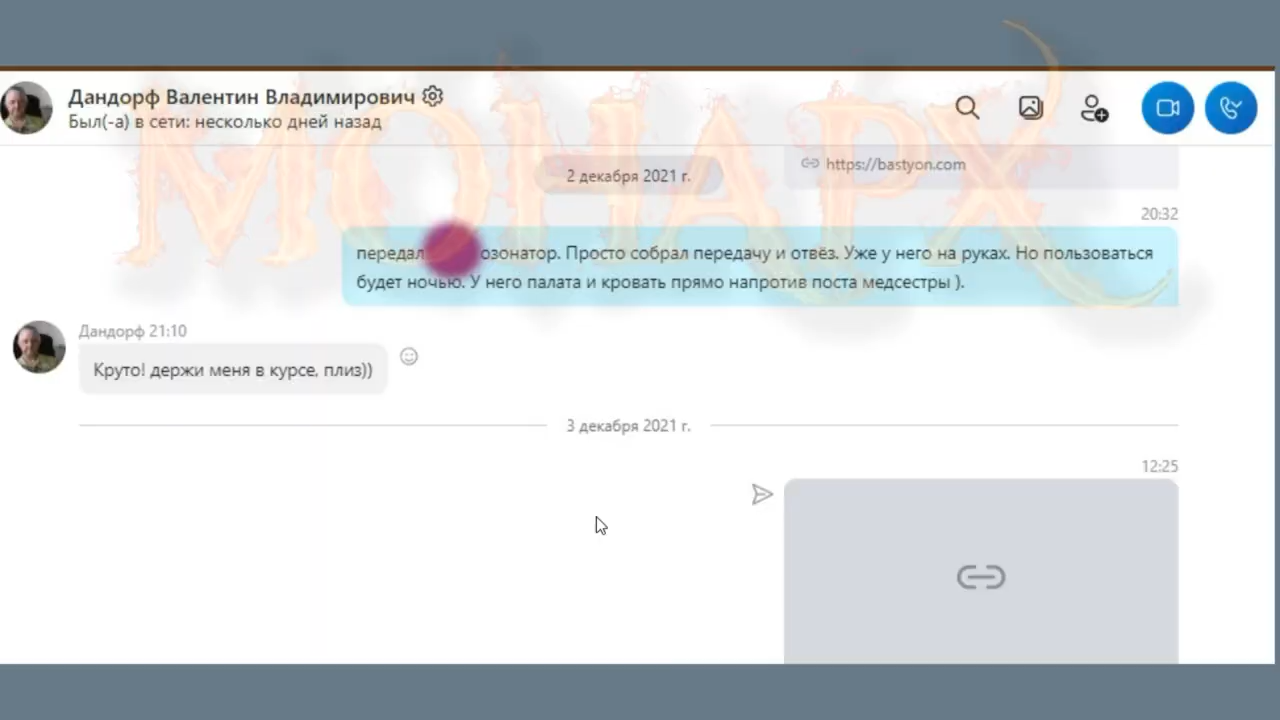 МОНАРХ
Дандорф Валентин Владимирович
Был(-а) в сети: несколько дней назад
https://bastyon.com
2 декабря 2021 г.
20:32
передал озонатор. Просто собрал передачу и отвёз. Уже у него на руках. Но пользоваться
будет ночью. У него палата и кровать прямо напротив поста медсестры ).
Дандорф 21:10
Круто! держи меня в курсе, плиз))
3 декабря 2021 г.
12:25